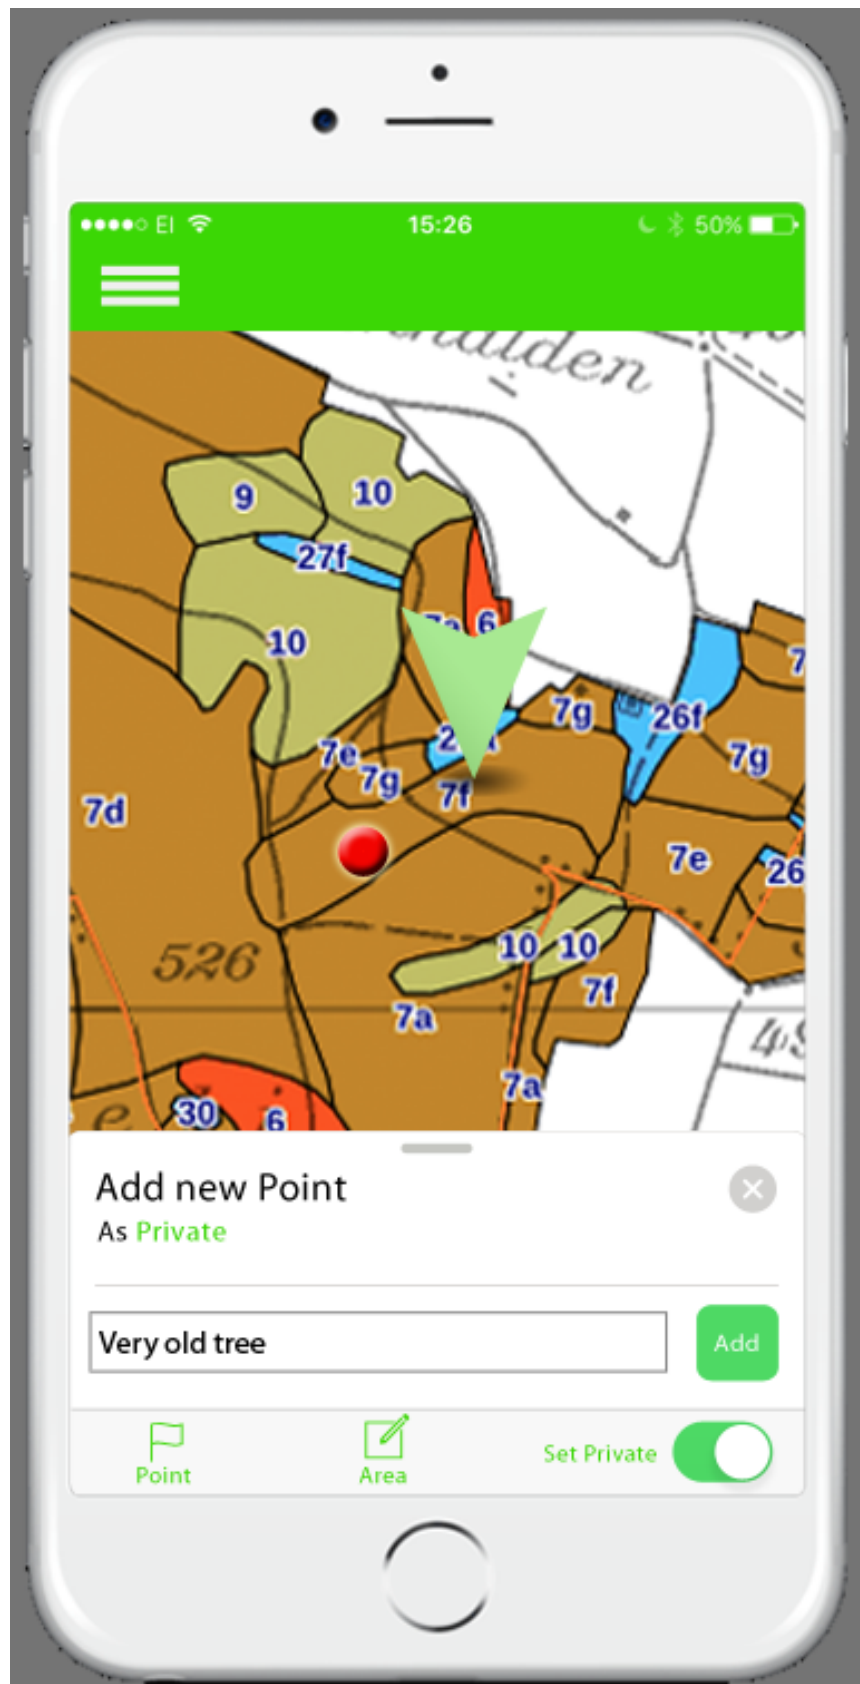 EI 15:26 50%
halden
9
10
27f
10
6
7g
26f
7e
7g
7g
7f
7d
7e
26
526
10
10
7f
7a
7a
30
6
e
Add new Point
As Private
Very old tree
Add
Point
Area
Set Private